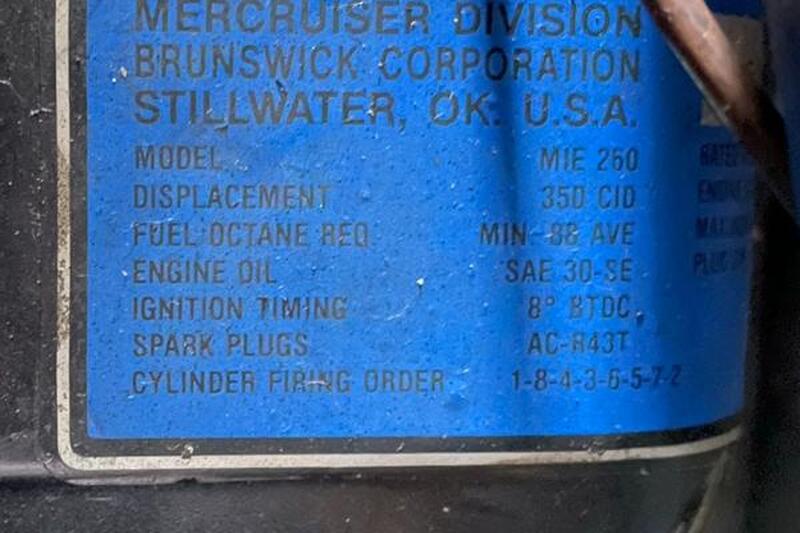 MERCRUISER DIVISION
BRUNSWICK CORPORATION
STILLWATER, OK. U.S.A.
MODEL MIE 260
DISPLACEMENT 350 CID
FUEL OCTANE REQ MIN 88 AVE
ENGINE OIL SAE 30-SE
IGNITION TIMING 8° BTDC
SPARK PLUGS AC-R43T
CYLINDER FIRING ORDER 1-8-4-3-6-5-7-2